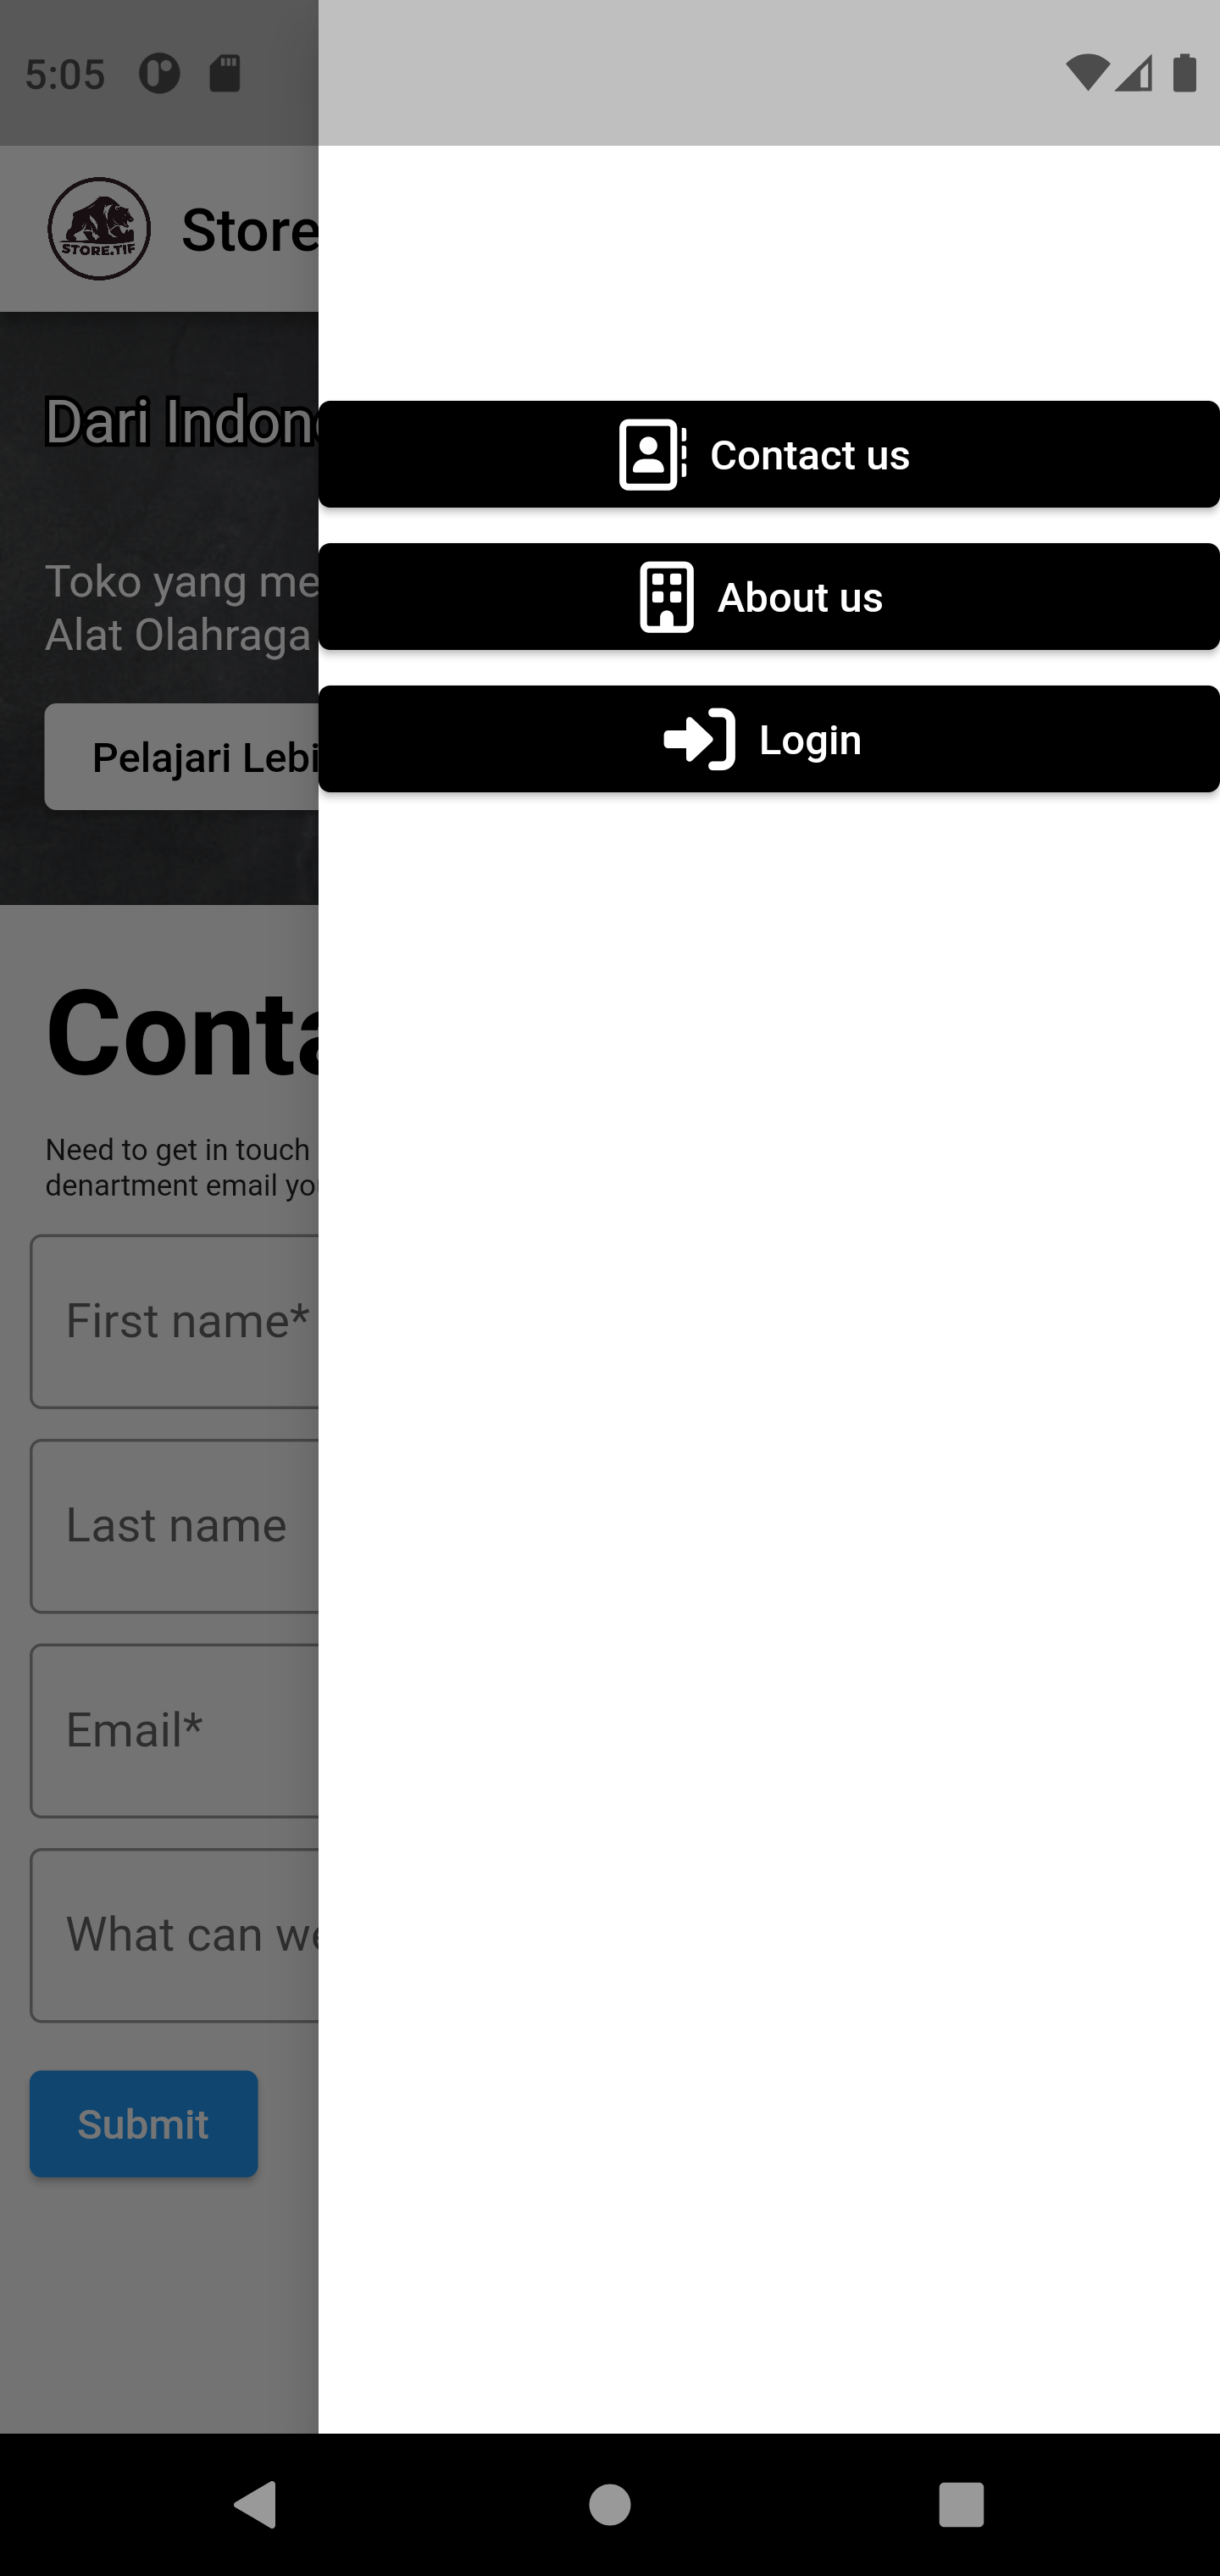 5:05
STORE.TIF
Store
Contact us
About us
Login
Dari Indon
Toko yang me
Alat Olahraga
Pelajari Lebi
Conta
Need to get in touch
denartment email you
First name*
Last name
Email*
What can we
Submit